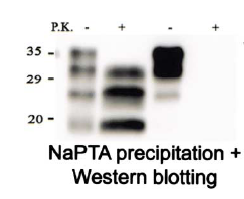 P.K. - + - +
35 -
29 -
20 -
NaPTA precipitation +
Western blotting